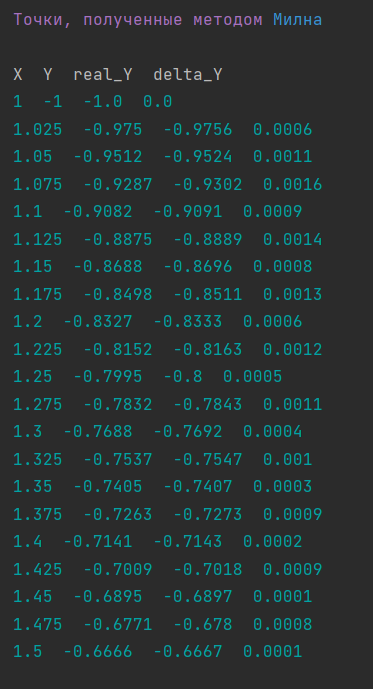 Точки, полученные методом Милна
X Y real_Y delta_Y
1 -1 -1.0 0.0
1.025 -0.975 -0.9756 0.0006
1.05 -0.9512 -0.9524 0.0011
1.075 -0.9287 -0.9302 0.0016
1.1 -0.9082 -0.9091 0.0009
1.125 -0.8875 -0.8889 0.0014
1.15 -0.8688 -0.8696 0.0008
1.175 -0.8498 -0.8511 0.0013
1.2 -0.8327 -0.8333 0.0006
1.225 -0.8152 -0.8163 0.0012
1.25 -0.7995 -0.8 0.0005
1.275 -0.7832 -0.7843 0.0011
1.3 -0.7688 -0.7692 0.0004
1.325 -0.7537 -0.7547 0.001
1.35 -0.7405 -0.7407 0.0003
1.375 -0.7263 -0.7273 0.0009
1.4 -0.7141 -0.7143 0.0002
1.425 -0.7009 -0.7018 0.0009
1.45 -0.6895 -0.6897 0.0001
1.475 -0.6771 -0.678 0.0008
1.5 -0.6666 -0.6667 0.0001